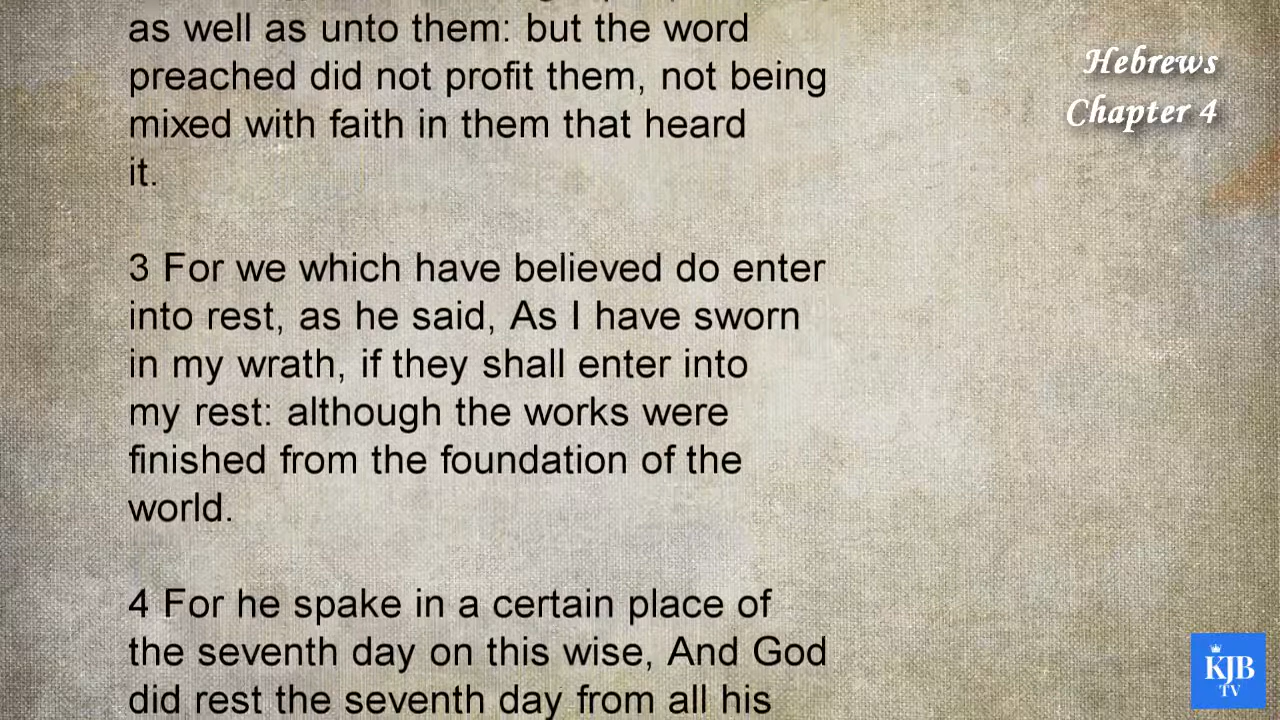 as well as unto them: but the word
preached did not profit them, not being
mixed with faith in them that heard
it.
3 For we which have believed do enter
into rest, as he said, As I have sworn
in my wrath, if they shall enter into
my rest: although the works were
finished from the foundation of the
world.
4 For he spake in a certain place of
the seventh day on this wise, And God
did rest the seventh day from all his
Hebrews
Chapter 4
KJB
TV